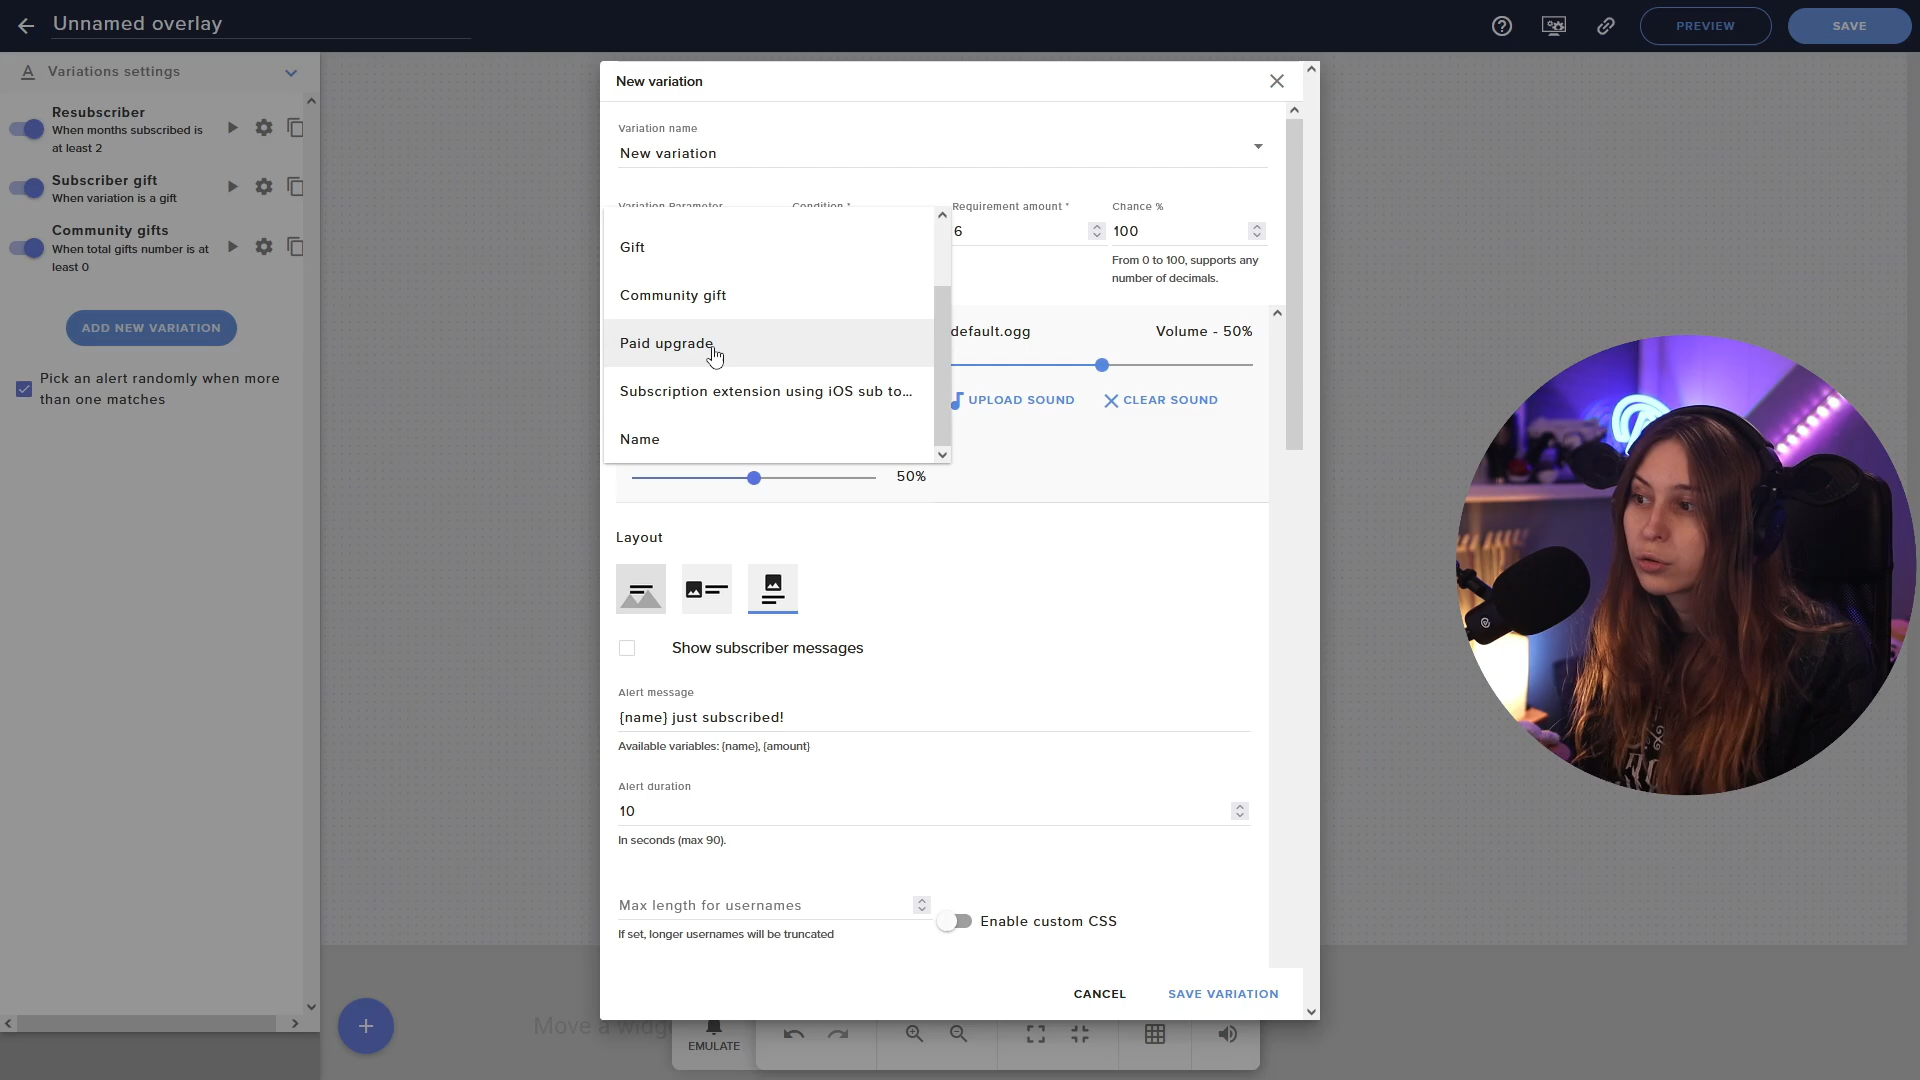 Unnamed overlay
PREVIEW
SAVE
Variations settings
Resubscriber
When months subscribed is
at least 2
Subscriber gift
When variation is a gift
Community gifts
When total gifts number is at
least 0
ADD NEW VARIATION
Pick an alert randomly when more
than one matches
New variation
Variation name
New variation
Variation Parameter
Condition *
Requirement amount *
Chance %
6
100
From 0 to 100, supports any
number of decimals.
Gift
Community gift
Paid upgrade
Subscription extension using iOS sub to...
Name
default.ogg
Volume - 50%
UPLOAD SOUND
CLEAR SOUND
50%
Layout
Show subscriber messages
Alert message
{name} just subscribed!
Available variables: {name}, {amount}
Alert duration
10
In seconds (max 90).
Max length for usernames
If set, longer usernames will be truncated
Enable custom CSS
CANCEL
SAVE VARIATION
Move a widge
EMULATE